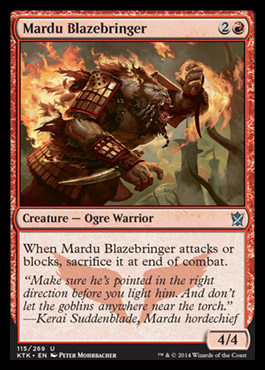 Mardu Blazebringer 2
Creature — Ogre Warrior
When Mardu Blazebringer attacks or
blocks, sacrifice it at end of combat.
“Make sure he’s pointed in the right
direction before you light him. And don’t
let the goblins anywhere near the torch.”
—Kerai Suddenblade, Mardu hordechief
4/4
115/269 U
KTK • EN PETER MOHRBACHER
™ & © 2014 Wizards of the Coast